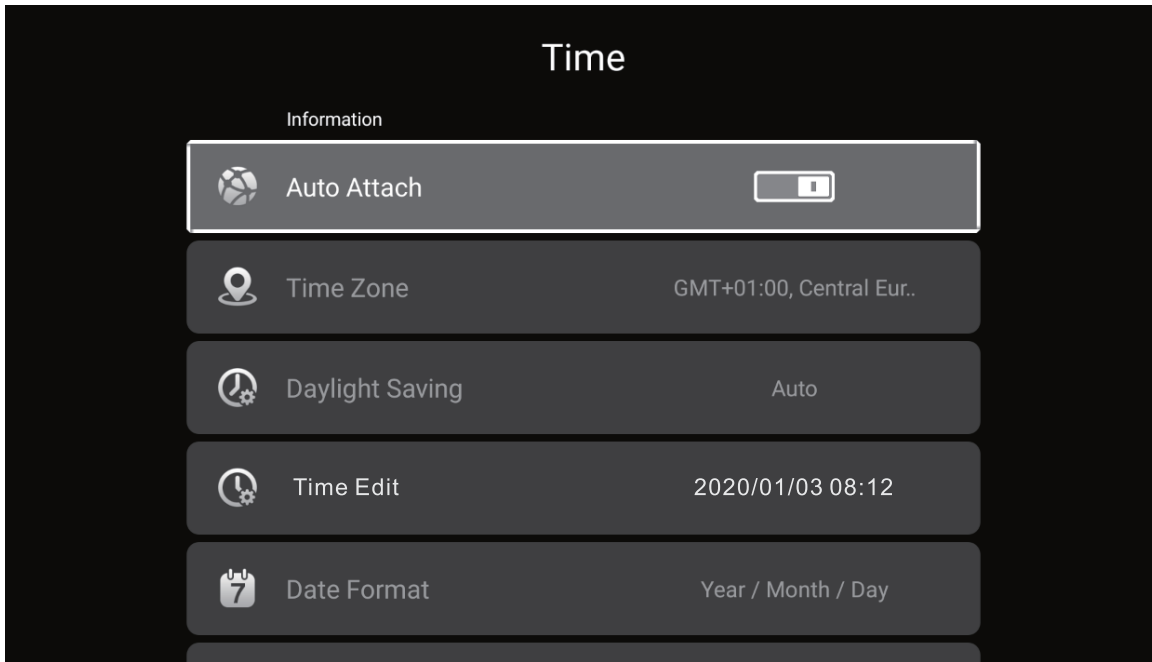 Time
Information
Auto Attach
Time Zone GMT+01:00, Central Eur..
Daylight Saving Auto
Time Edit 2020/01/03 08:12
7
Date Format Year / Month / Day